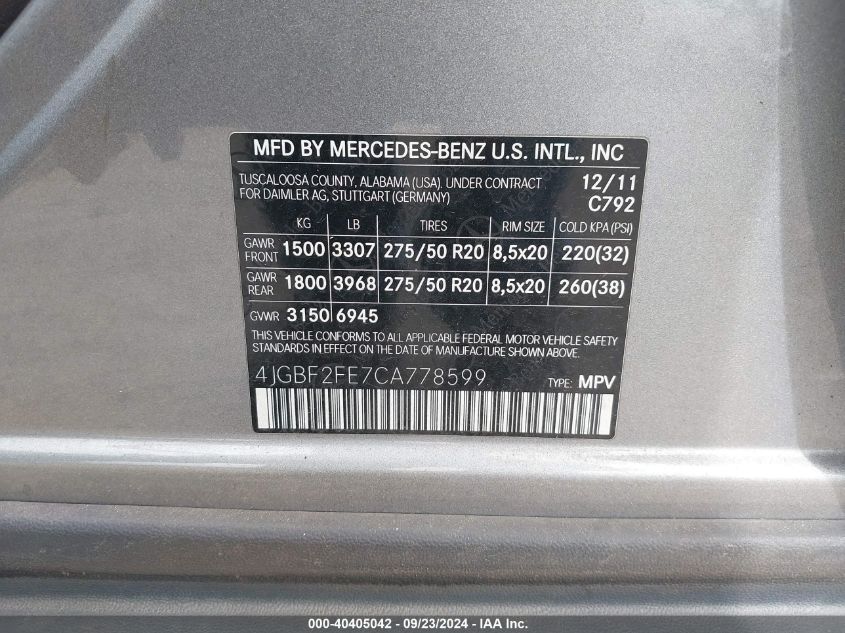 MFD BY MERCEDES-BENZ U.S. INTL., INC
TUSCALOOSA COUNTY, ALABAMA (USA). UNDER CONTRACT 12/11
FOR DAIMLER AG, STUTTGART (GERMANY) C792
KG LB TIRES RIM SIZE COLD KPA (PSI)
GAWR FRONT 1500 3307 275/50 R20 8,5x20 220(32)
GAWR REAR 1800 3968 275/50 R20 8,5x20 260(38)
GVWR 3150 6945
THIS VEHICLE CONFORMS TO ALL APPLICABLE FEDERAL MOTOR VEHICLE SAFETY
STANDARDS IN EFFECT ON THE DATE OF MANUFACTURE SHOWN ABOVE.
4JGBF2FE7CA778599 TYPE: MPV
000-40405042 - 09/23/2024 - © IAA, Inc.